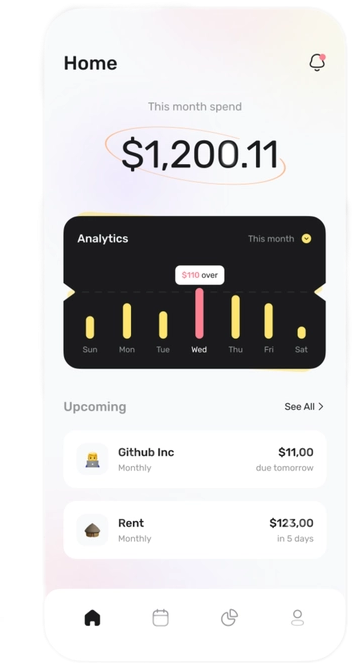 Home
This month spend
$1,200.11
Analytics This month
$110 over
Sun Mon Tue Wed Thu Fri Sat
Upcoming See All >
Github Inc $11,00
Monthly due tomorrow
Rent $123,00
Monthly in 5 days